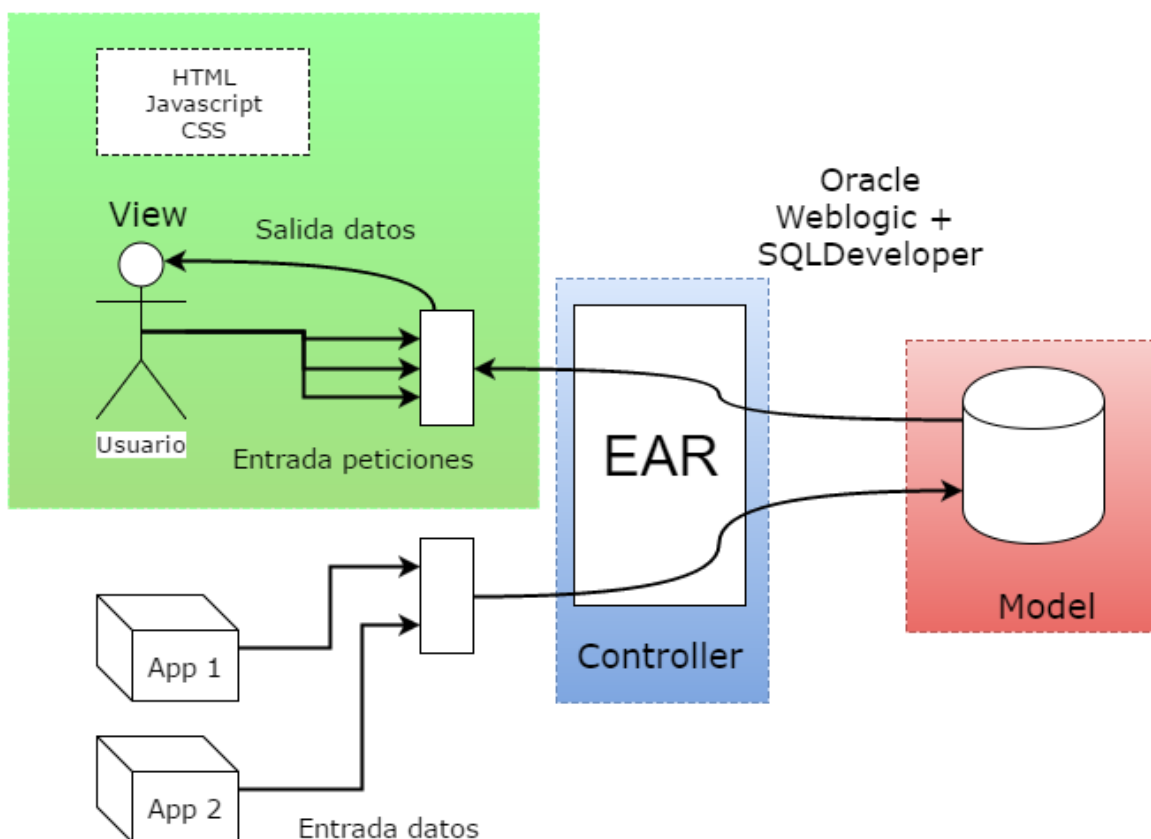 HTML
Javascript
CSS
View
Salida datos
Usuario
Entrada peticiones
Oracle
Weblogic +
SQLDeveloper
EAR
Controller
Model
App 1
App 2
Entrada datos